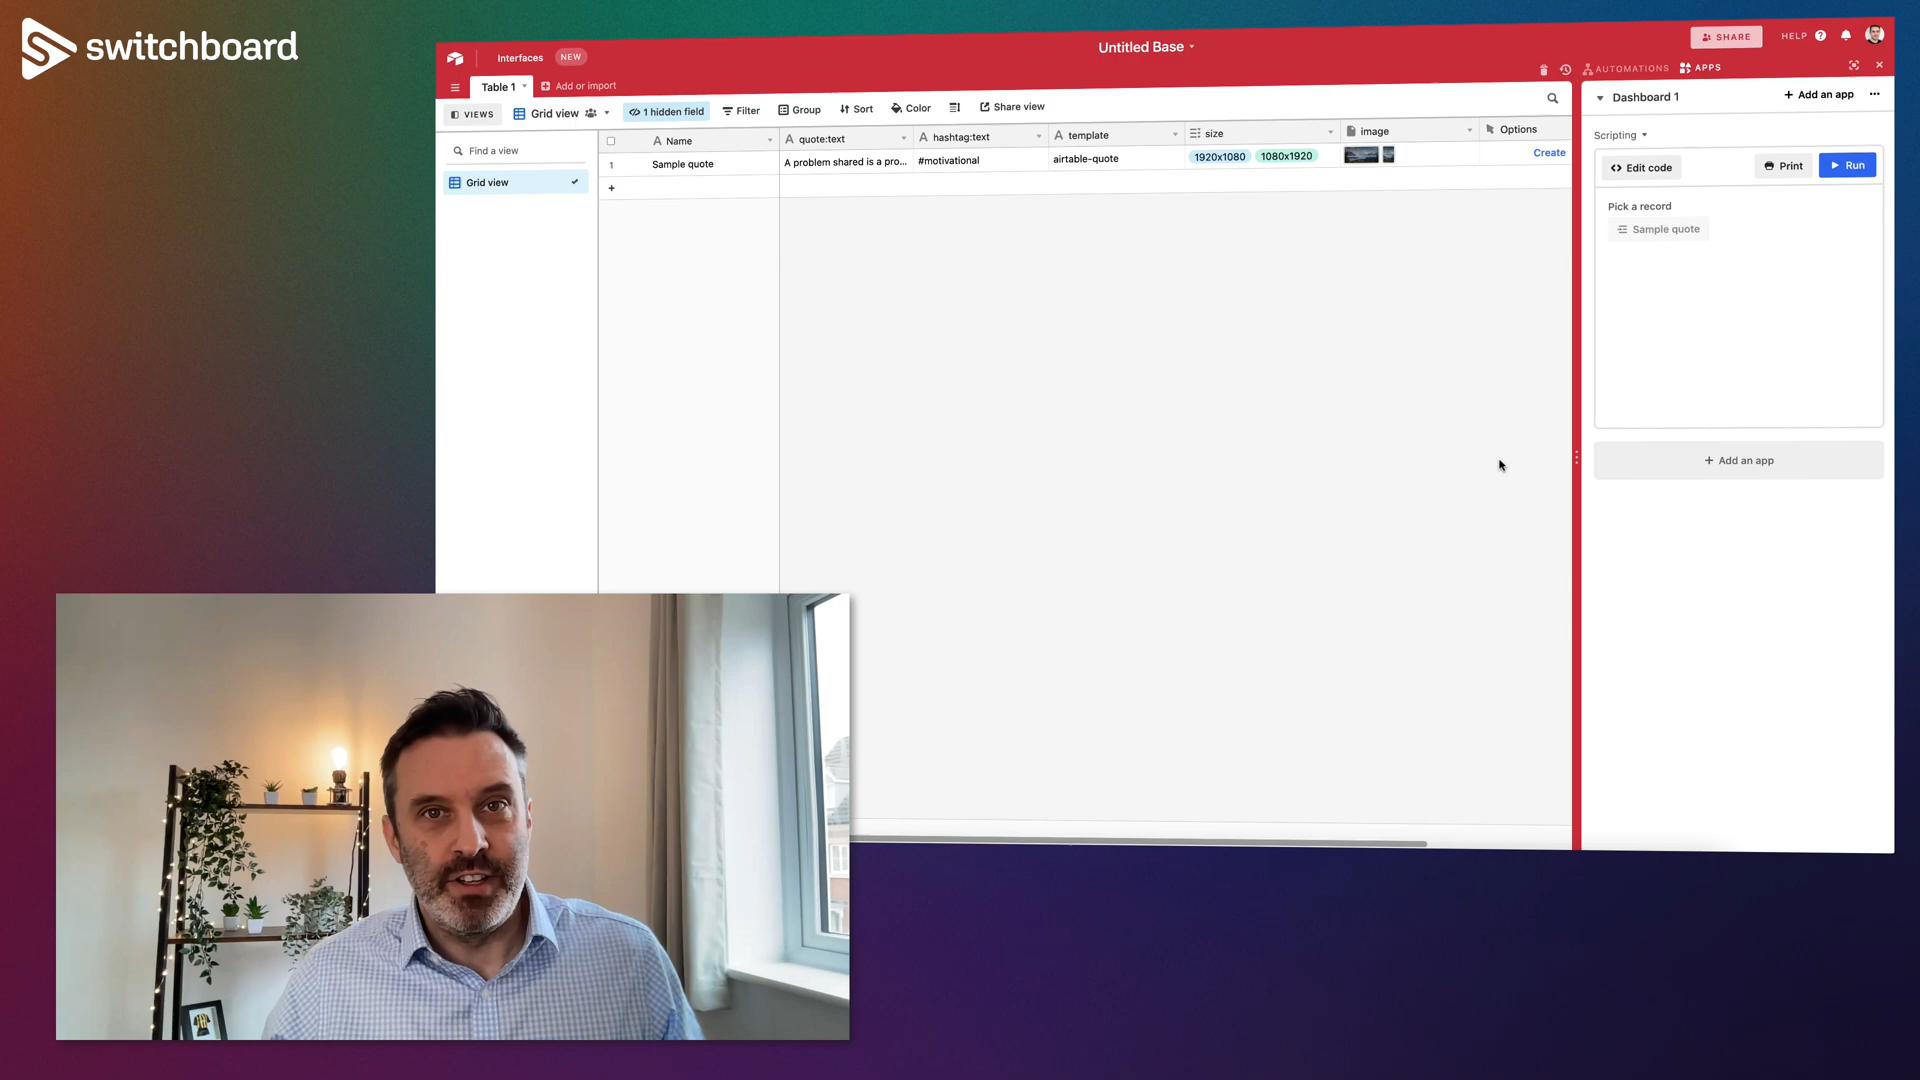 switchboard
Interfaces NEW
Untitled Base
SHARE HELP
Table 1 Add or import
AUTOMATIONS APPS
VIEWS Grid view 1 hidden field Filter Group Sort Color Share view
Dashboard 1 + Add an app
Find a view
Name quote:text hashtag:text template size image Options
Scripting
1 Sample quote A problem shared is a pro... #motivational airtable-quote 1920x1080 1080x1920 Create
Edit code Print Run
Grid view
+
Pick a record
Sample quote
+ Add an app